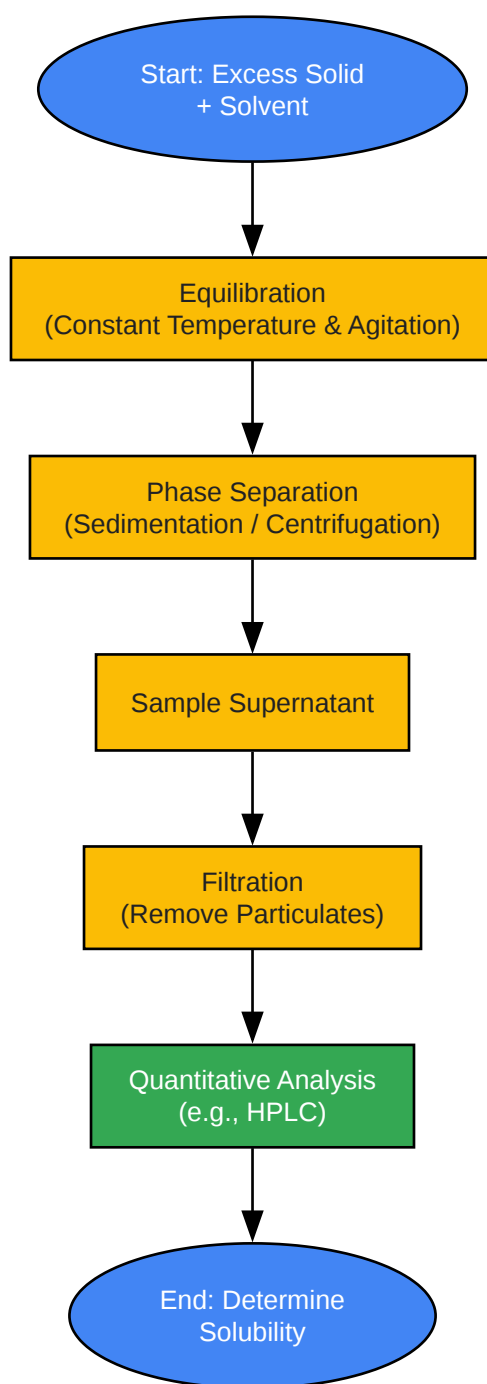 Start: Excess Solid
+ Solvent
Equilibration
(Constant Temperature & Agitation)
Phase Separation
(Sedimentation / Centrifugation)
Sample Supernatant
Filtration
(Remove Particulates)
Quantitative Analysis
(e.g., HPLC)
End: Determine
Solubility